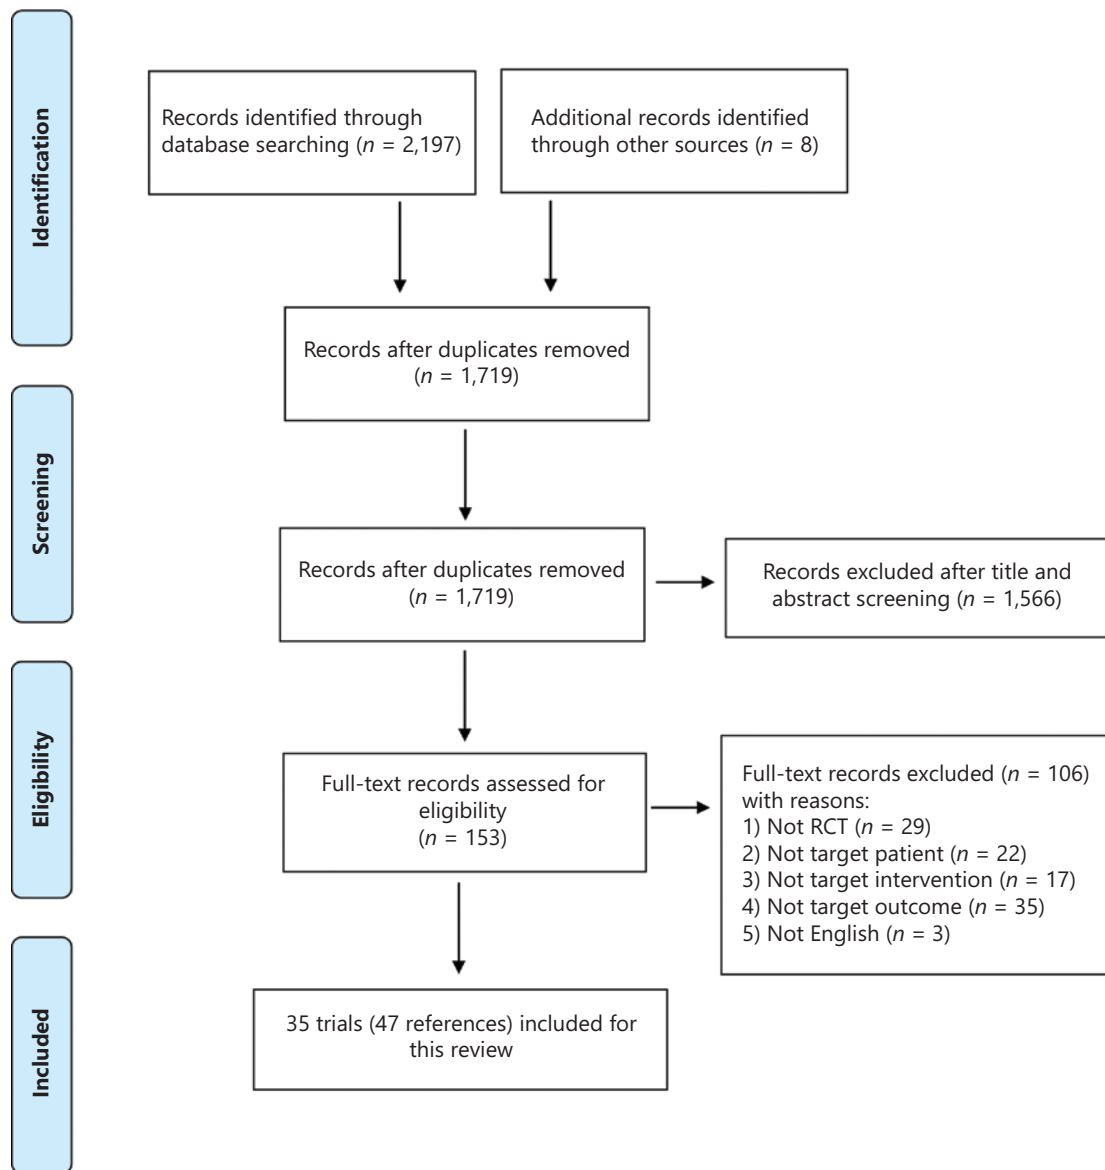 Identification
Records identified through
database searching (n = 2,197)
Additional records identified
through other sources (n = 8)
Records after duplicates removed
(n = 1,719)
Screening
Records after duplicates removed
(n = 1,719)
Records excluded after title and
abstract screening (n = 1,566)
Eligibility
Full-text records assessed for
eligibility
(n = 153)
Full-text records excluded (n = 106)
with reasons:
1) Not RCT (n = 29)
2) Not target patient (n = 22)
3) Not target intervention (n = 17)
4) Not target outcome (n = 35)
5) Not English (n = 3)
Included
35 trials (47 references) included for
this review